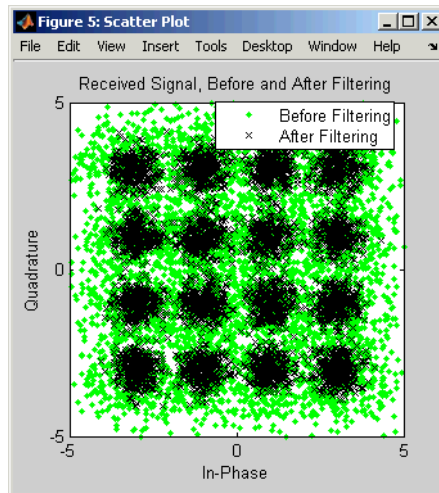 Figure 5: Scatter Plot
File Edit View Insert Tools Desktop Window Help
Received Signal, Before and After Filtering
5
Before Filtering
After Filtering
Quadrature
0
-5
-5 0 5
In-Phase